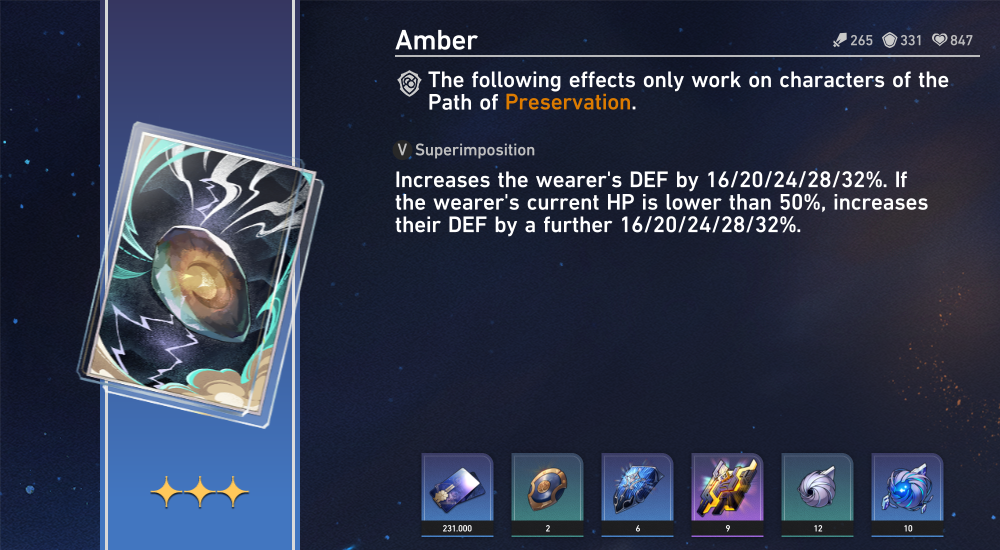 Amber
265 331 847
The following effects only work on characters of the
Path of Preservation.
V Superimposition
Increases the wearer's DEF by 16/20/24/28/32%. If
the wearer's current HP is lower than 50%, increases
their DEF by a further 16/20/24/28/32%.
231.000 2 6 9 12 10